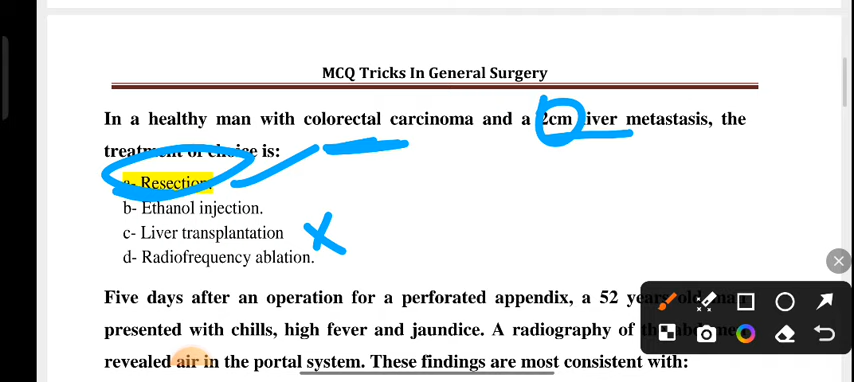 MCQ Tricks In General Surgery
In a healthy man with colorectal carcinoma and a 2cm liver metastasis, the
treatment of choice is:
a- Resection.
b- Ethanol injection.
c- Liver transplantation
d- Radiofrequency ablation.
Five days after an operation for a perforated appendix, a 52 years old man
presented with chills, high fever and jaundice. A radiography of the
revealed air in the portal system. These findings are most consistent with: